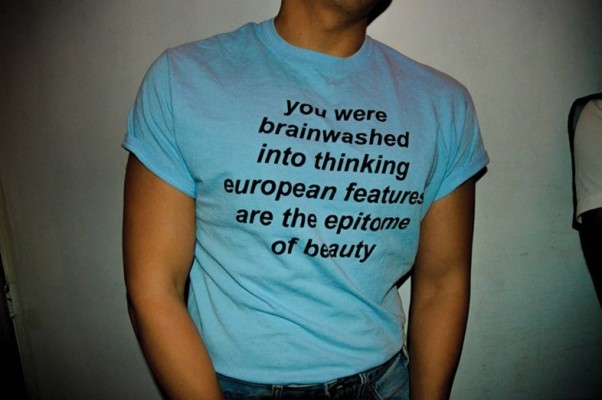 you were
brainwashed
into thinking
european features
are the epitome
of beauty